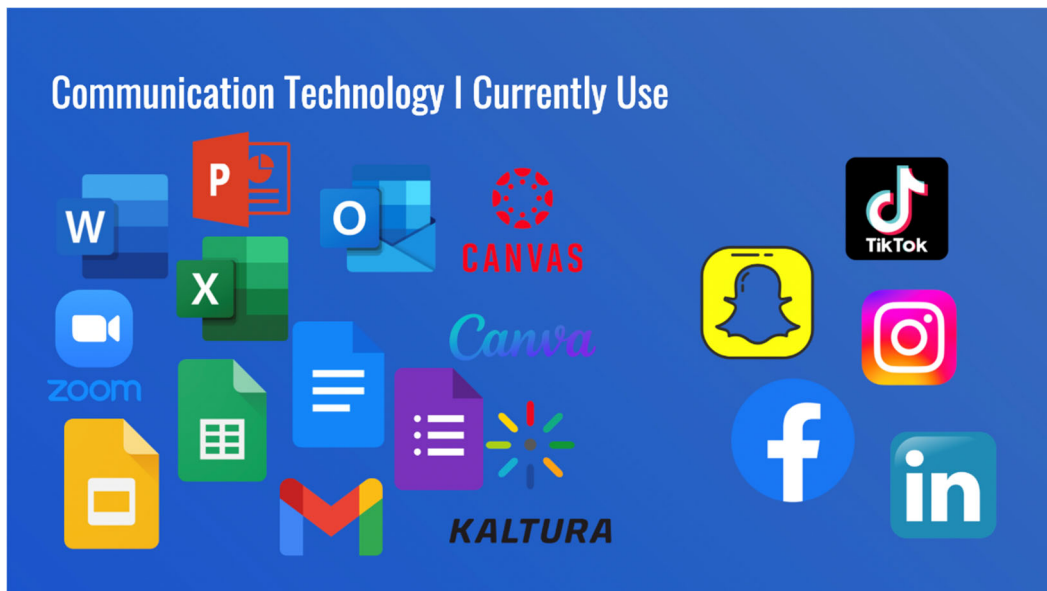 Communication Technology I Currently Use
P
W
O
CANVAS
TikTok
X
zoom
Canva
f
in
KALTURA